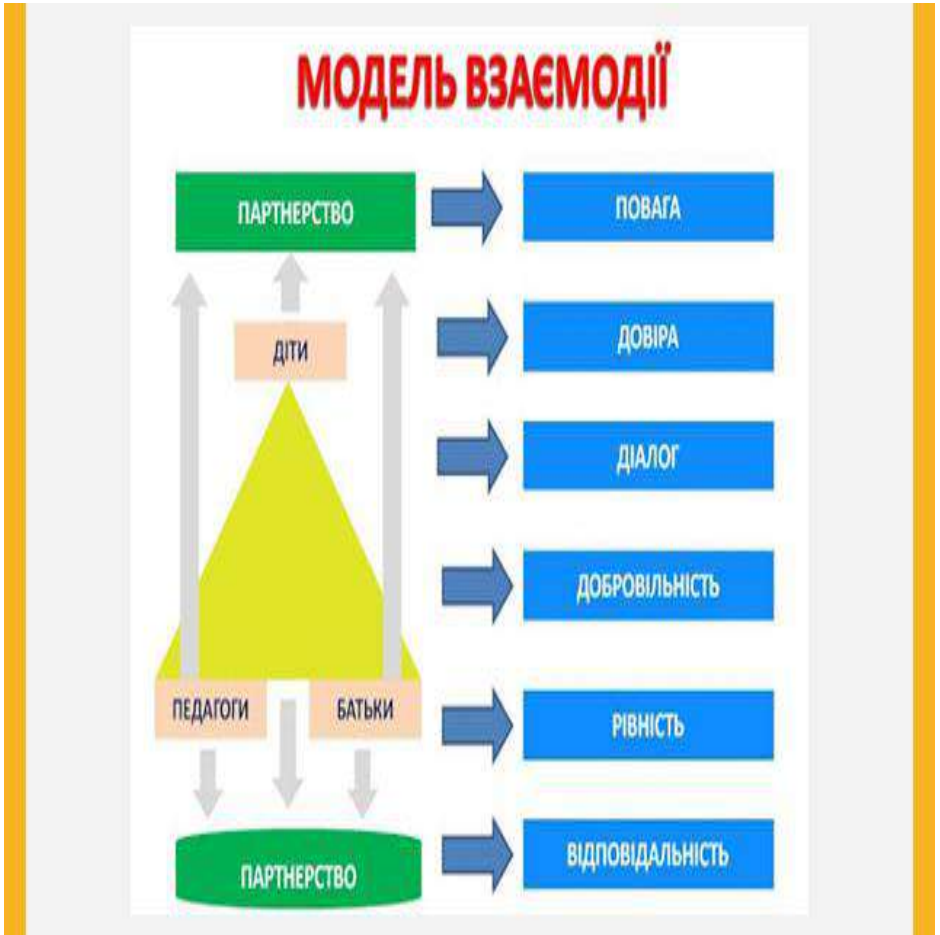 МОДЕЛЬ ВЗАЄМОДІЇ
ПАРТНЕРСТВО
ПОВАГА
ДІТИ
ДОВІРА
ДІАЛОГ
ДОБРОВІЛЬНІСТЬ
ПЕДАГОГИ
БАТЬКИ
РІВНІСТЬ
ПАРТНЕРСТВО
ВІДПОВІДАЛЬНІСТЬ